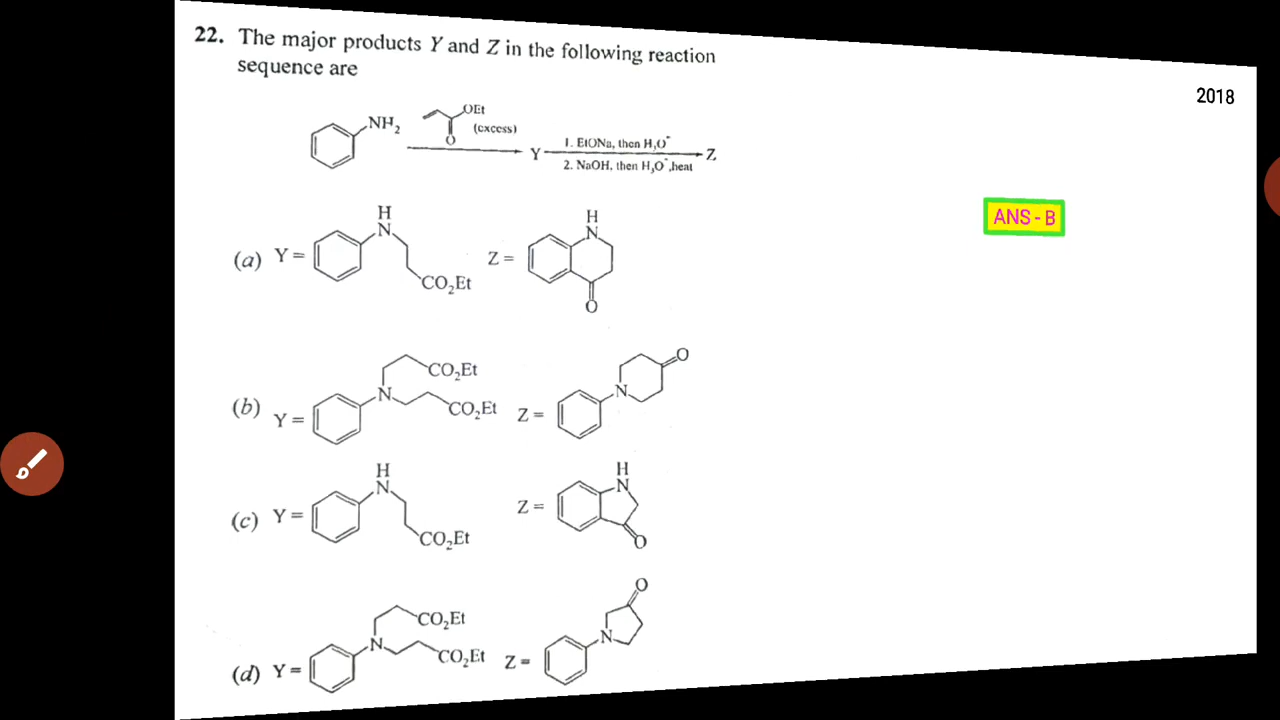 22. The major products Y and Z in the following reaction
sequence are
2018
NH₂
OEt
O
(excess)
Y
1. EtONa, then H₃O⁺
2. NaOH, then H₃O⁺,heat
Z
ANS - B
(a) Y =
H
N
CO₂Et
Z =
H
N
O
(b) Y =
CO₂Et
N
CO₂Et
Z =
O
N
(c) Y =
H
N
CO₂Et
Z =
H
N
O
(d) Y =
CO₂Et
N
CO₂Et
Z =
O
N